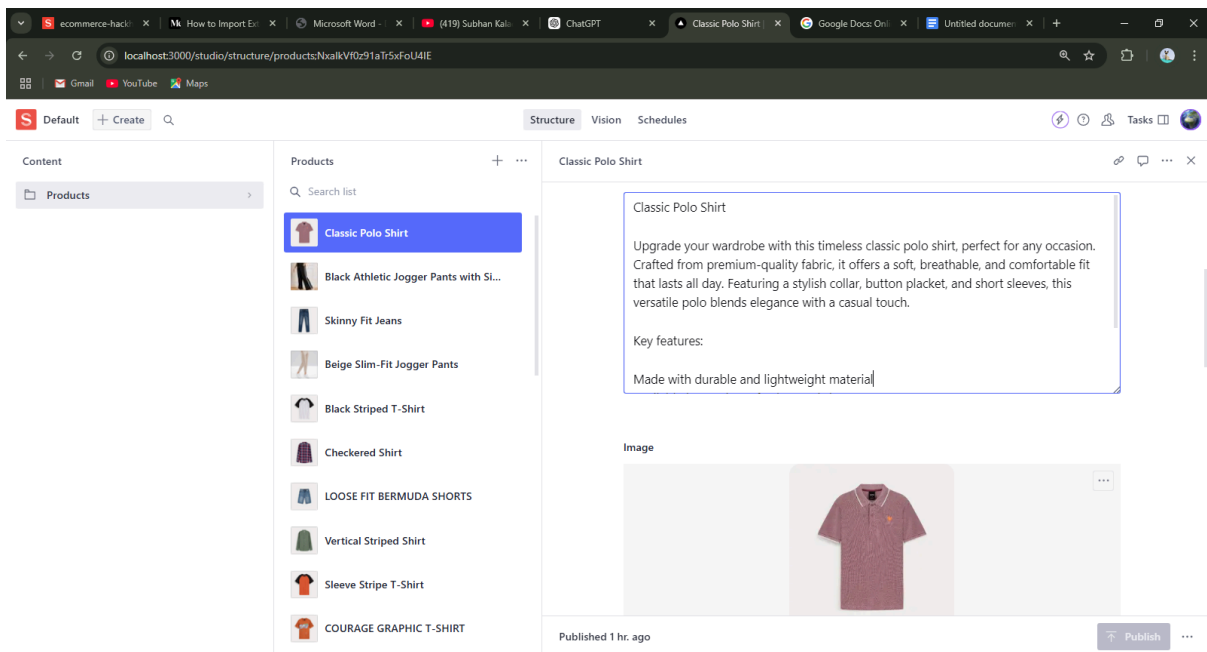 ecommerce-hackh
How to Import Ext
Microsoft Word -
(419) Subhan Kala
ChatGPT
Classic Polo Shirt |
Google Docs: Onli
Untitled documen
localhost:3000/studio/structure/products;NxalkVf0z91aTr5xFoU4lE
Gmail
YouTube
Maps
S Default
+ Create
Structure
Vision
Schedules
Tasks
Content
Products
Products
Search list
Classic Polo Shirt
Black Athletic Jogger Pants with Si...
Skinny Fit Jeans
Beige Slim-Fit Jogger Pants
Black Striped T-Shirt
Checkered Shirt
LOOSE FIT BERMUDA SHORTS
Vertical Striped Shirt
Sleeve Stripe T-Shirt
COURAGE GRAPHIC T-SHIRT
Classic Polo Shirt
Classic Polo Shirt
Upgrade your wardrobe with this timeless classic polo shirt, perfect for any occasion.
Crafted from premium-quality fabric, it offers a soft, breathable, and comfortable fit
that lasts all day. Featuring a stylish collar, button placket, and short sleeves, this
versatile polo blends elegance with a casual touch.
Key features:
Made with durable and lightweight material
Image
Published 1 hr. ago
Publish